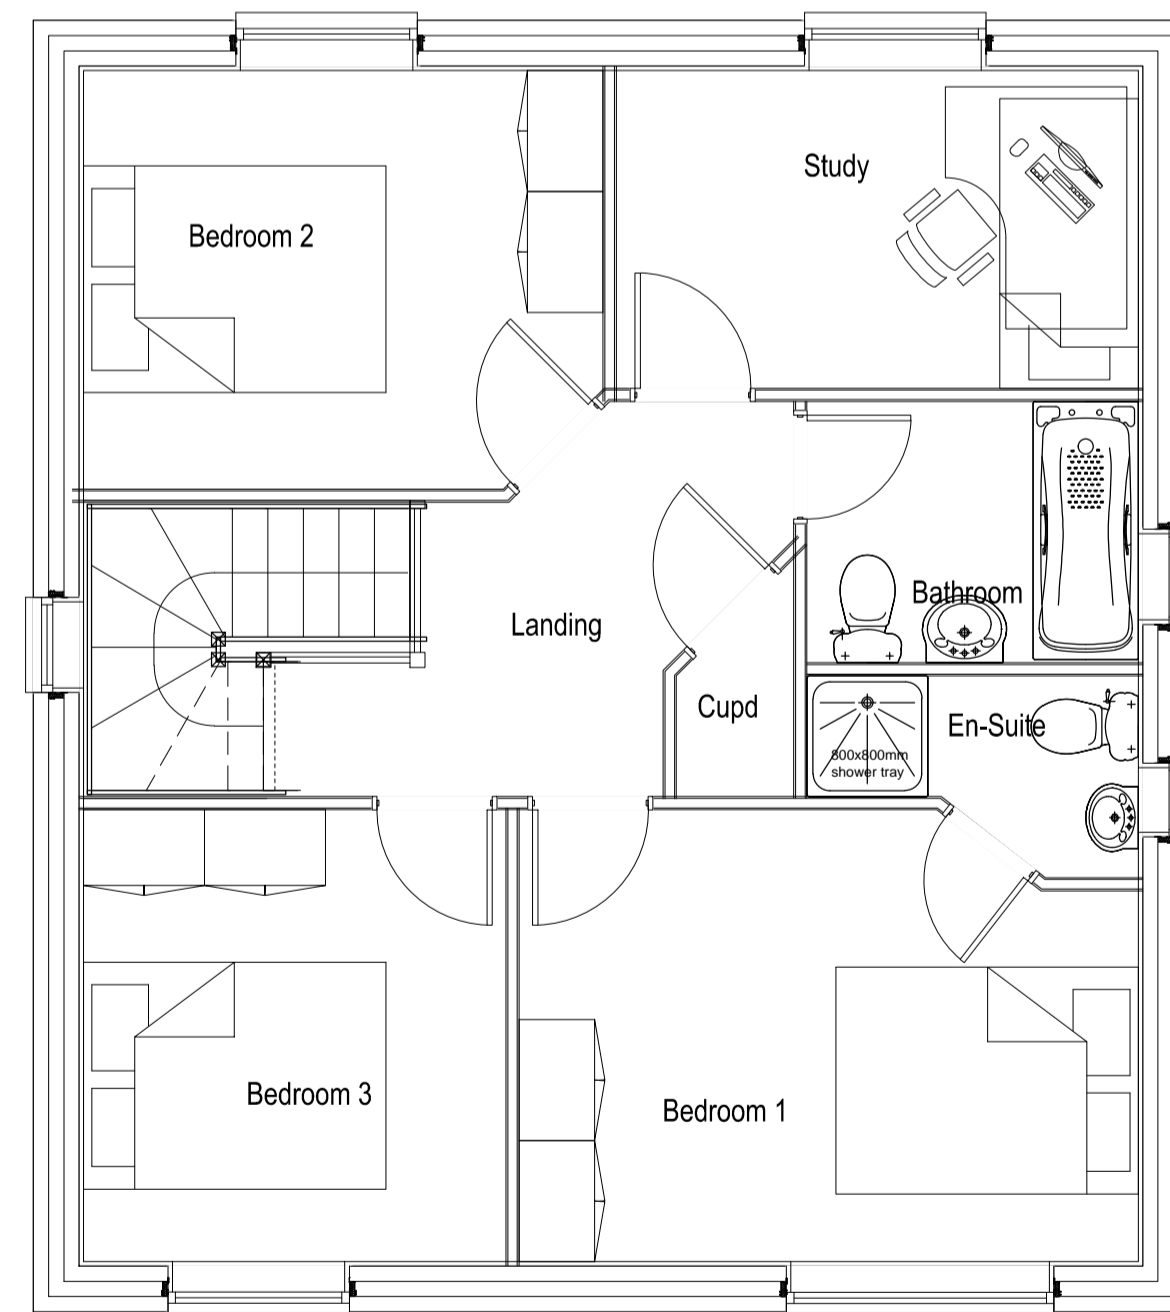 Study
Bedroom 2
Bathroom
Landing
Cupd
En-Suite
800x800mm
shower tray
Bedroom 3
Bedroom 1